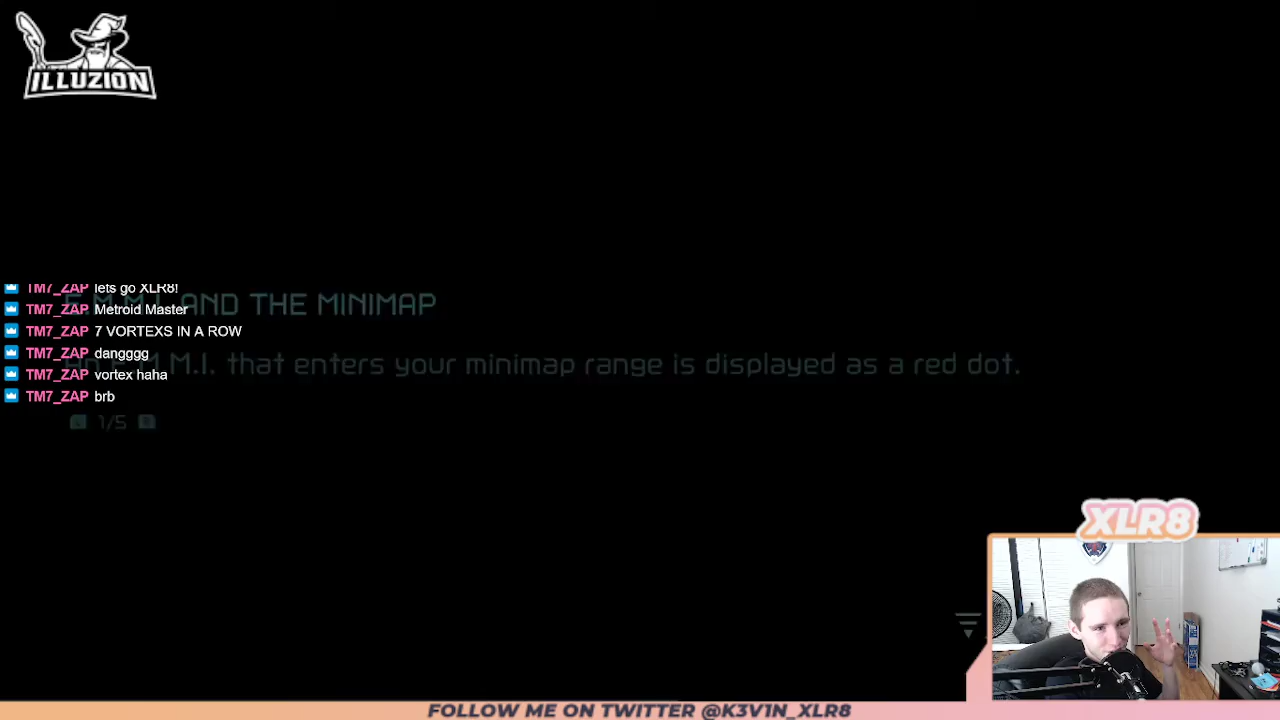 ILLUZION
TM7_ZAP lets go XLR8!
E.M.M.I. AND THE MINIMAP
TM7_ZAP Metroid Master
TM7_ZAP 7 VORTEXS IN A ROW
TM7_ZAP dangggg
M.I. that enters your minimap range is displayed as a red dot.
TM7_ZAP vortex haha
TM7_ZAP brb
L 1/5 R
XLR8
FOLLOW ME ON TWITTER @K3V1N_XLR8